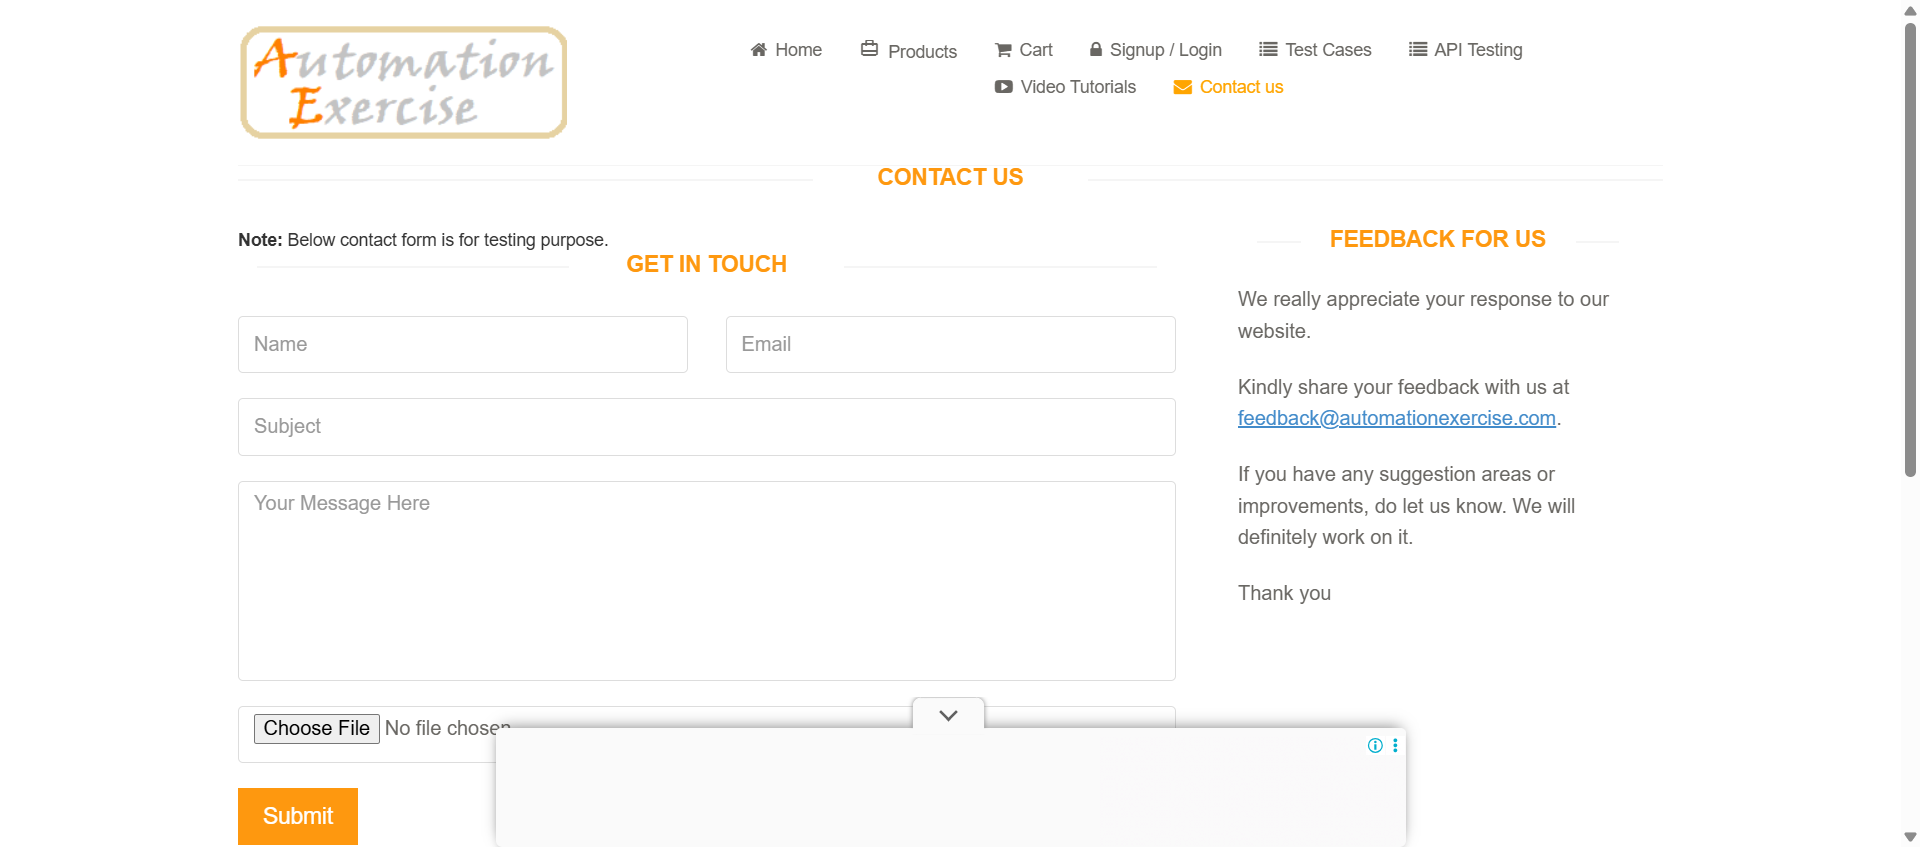 Automation
Exercise
Home
Products
Cart
Signup / Login
Test Cases
API Testing
Video Tutorials
Contact us
CONTACT US
Note: Below contact form is for testing purpose.
GET IN TOUCH
Name
Email
Subject
Your Message Here
Choose File No file chosen
Submit
FEEDBACK FOR US
We really appreciate your response to our
website.
Kindly share your feedback with us at
feedback@automationexercise.com.
If you have any suggestion areas or
improvements, do let us know. We will
definitely work on it.
Thank you